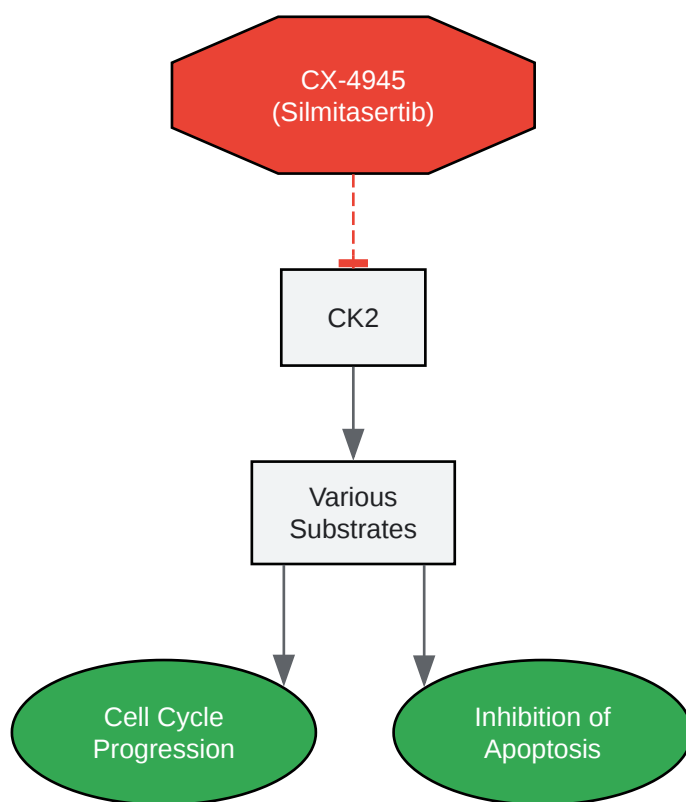 CX-4945
(Silmitasertib)
CK2
Various
Substrates
Cell Cycle
Progression
Inhibition of
Apoptosis